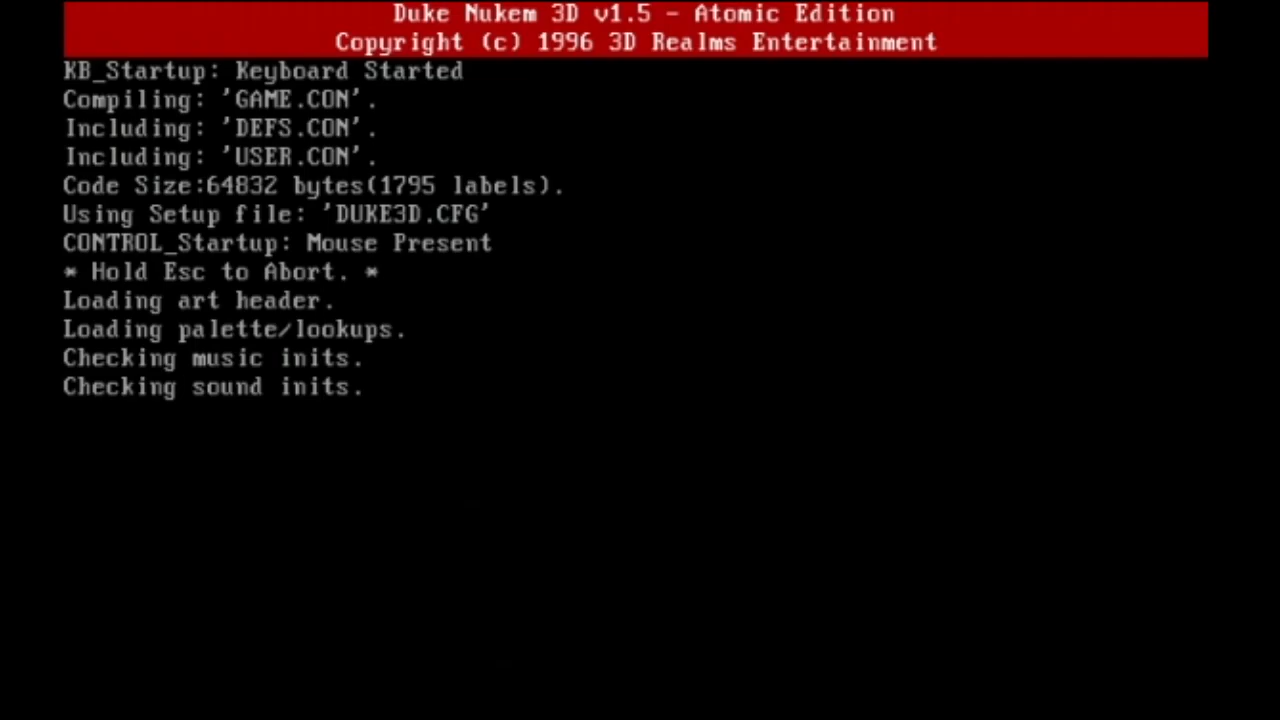 Duke Nukem 3D v1.5 - Atomic Edition
Copyright (c) 1996 3D Realms Entertainment
KB_Startup: Keyboard Started
Compiling: 'GAME.CON'.
Including: 'DEFS.CON'.
Including: 'USER.CON'.
Code Size:64832 bytes(1795 labels).
Using Setup file: 'DUKE3D.CFG'
CONTROL_Startup: Mouse Present
* Hold Esc to Abort. *
Loading art header.
Loading palette/lookups.
Checking music inits.
Checking sound inits.